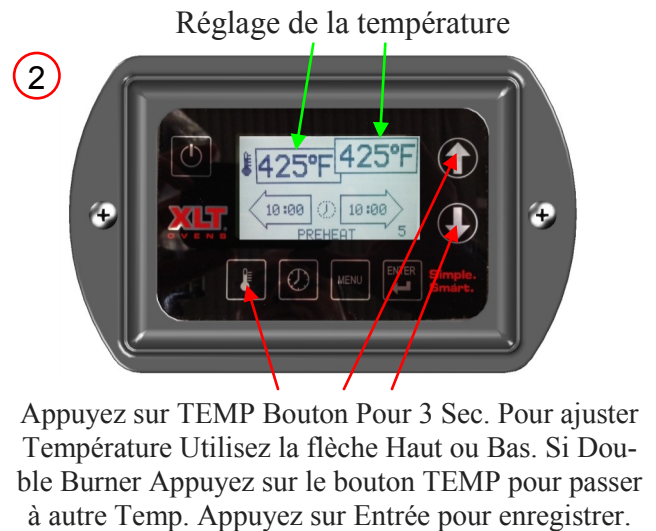 Réglage de la température
2
425°F 425°F
10:00 10:00
PREHEAT 5
XLT
OVENS
MENU
ENTER
Simple.
Smart.
Appuyez sur TEMP Bouton Pour 3 Sec. Pour ajuster
Température Utilisez la flèche Haut ou Bas. Si Dou-
ble Burner Appuyez sur le bouton TEMP pour passer
à autre Temp. Appuyez sur Entrée pour enregistrer.